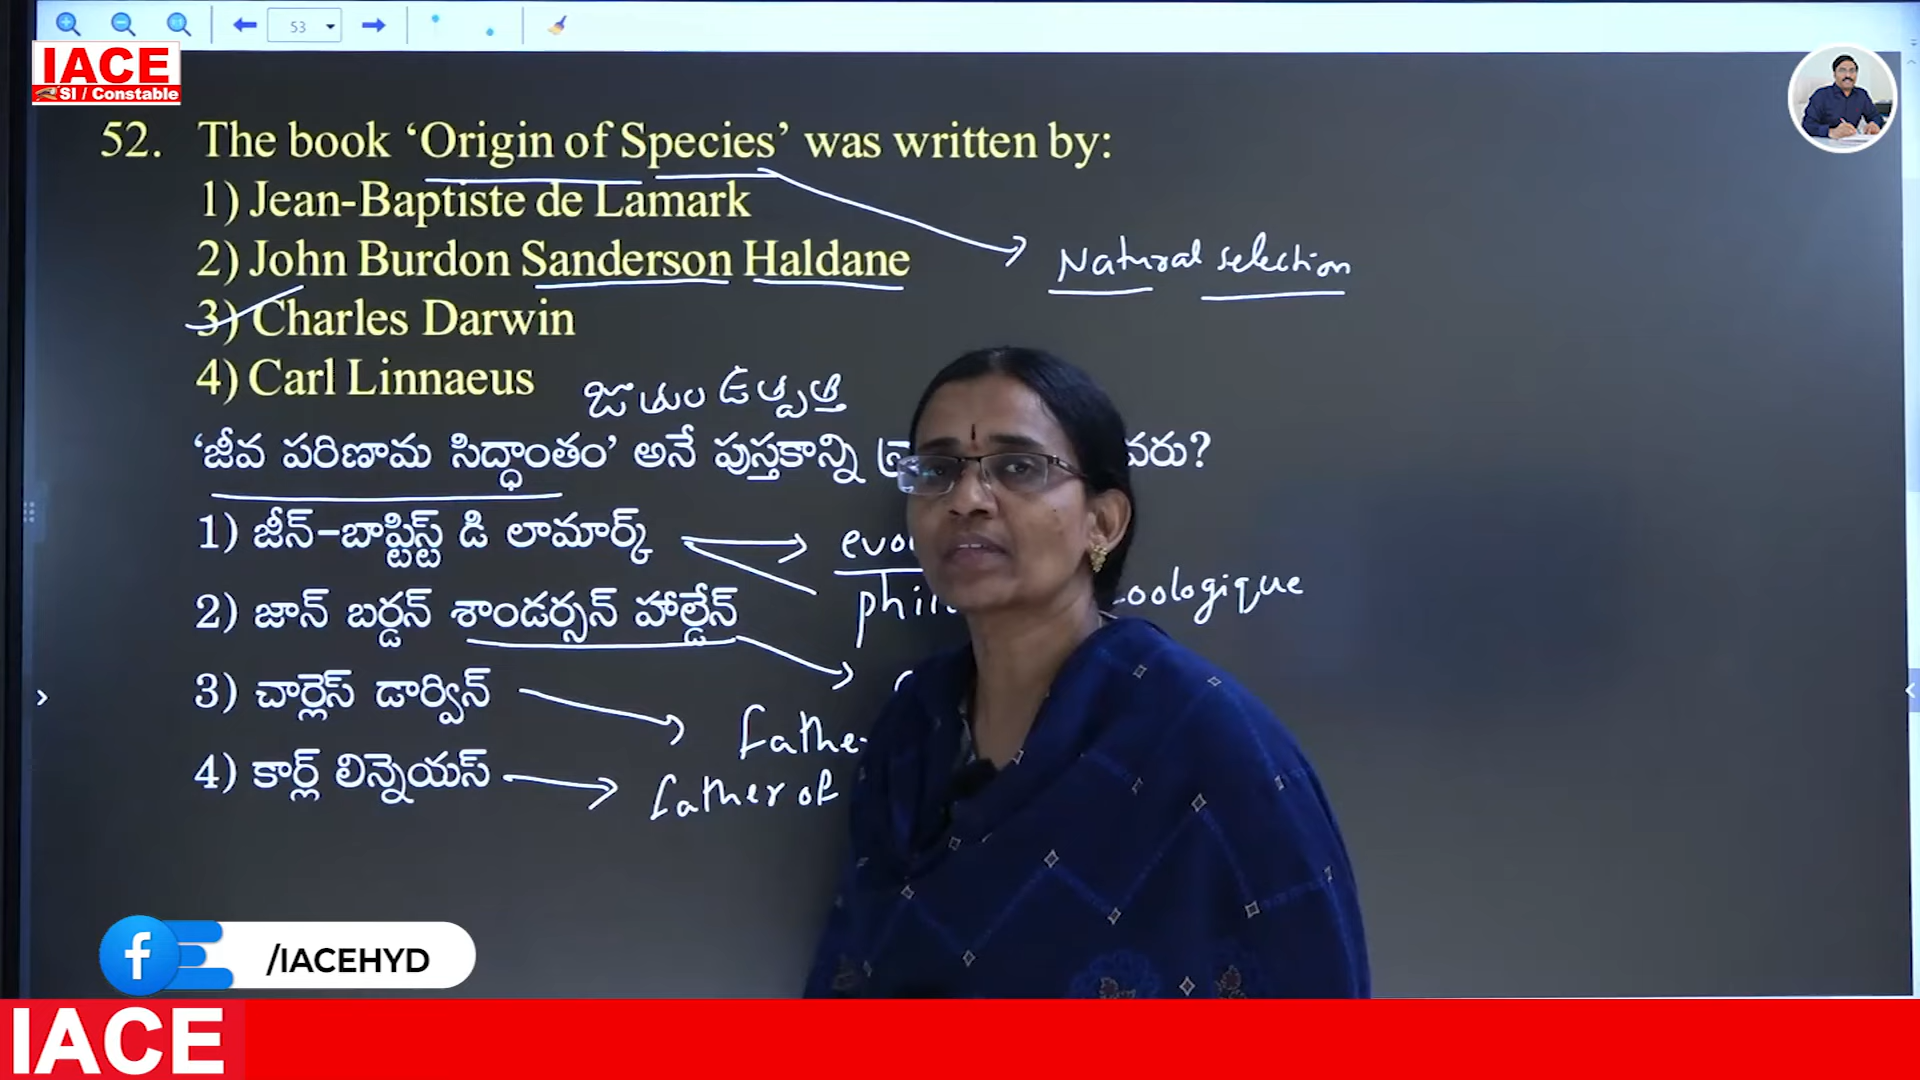 53
IACE
SI / Constable
52. The book ‘Origin of Species’ was written by:
1) Jean-Baptiste de Lamark
2) John Burdon Sanderson Haldane
Natural selection
3) Charles Darwin
4) Carl Linnaeus
‘జీవ పరిణామ సిద్ధాంతం’ అనే పుస్తకాన్ని
1) జీన్-బాప్టిస్ట్ డి లామార్క్
2) జాన్ బర్డన్ శాండర్సన్ హాల్డేన్
3) చార్లెస్ డార్విన్
4) కార్ల్ లిన్నెయస్
father of
/IACEHYD
IACE